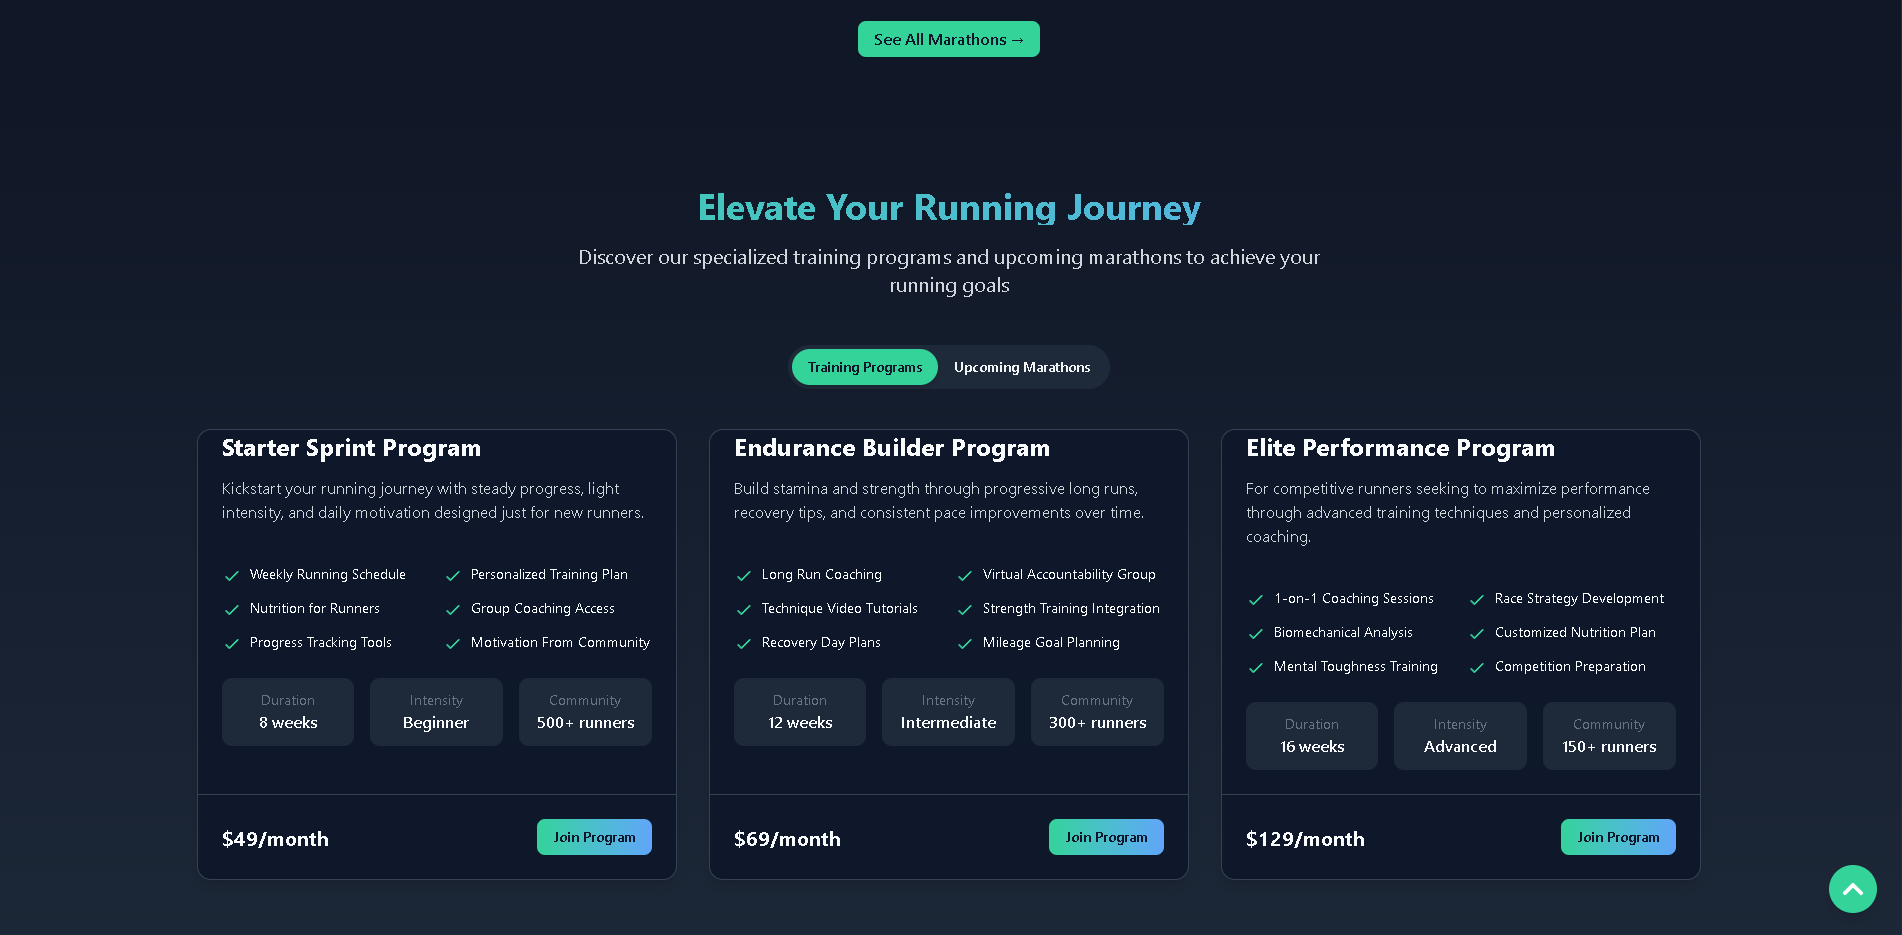 See All Marathons →
Elevate Your Running Journey
Discover our specialized training programs and upcoming marathons to achieve your
running goals
Training Programs
Upcoming Marathons
Starter Sprint Program
Kickstart your running journey with steady progress, light
intensity, and daily motivation designed just for new runners.
Weekly Running Schedule
Personalized Training Plan
Nutrition for Runners
Group Coaching Access
Progress Tracking Tools
Motivation From Community
Duration
8 weeks
Intensity
Beginner
Community
500+ runners
$49/month
Join Program
Endurance Builder Program
Build stamina and strength through progressive long runs,
recovery tips, and consistent pace improvements over time.
Long Run Coaching
Virtual Accountability Group
Technique Video Tutorials
Strength Training Integration
Recovery Day Plans
Mileage Goal Planning
Duration
12 weeks
Intensity
Intermediate
Community
300+ runners
$69/month
Join Program
Elite Performance Program
For competitive runners seeking to maximize performance
through advanced training techniques and personalized
coaching.
1-on-1 Coaching Sessions
Race Strategy Development
Biomechanical Analysis
Customized Nutrition Plan
Mental Toughness Training
Competition Preparation
Duration
16 weeks
Intensity
Advanced
Community
150+ runners
$129/month
Join Program